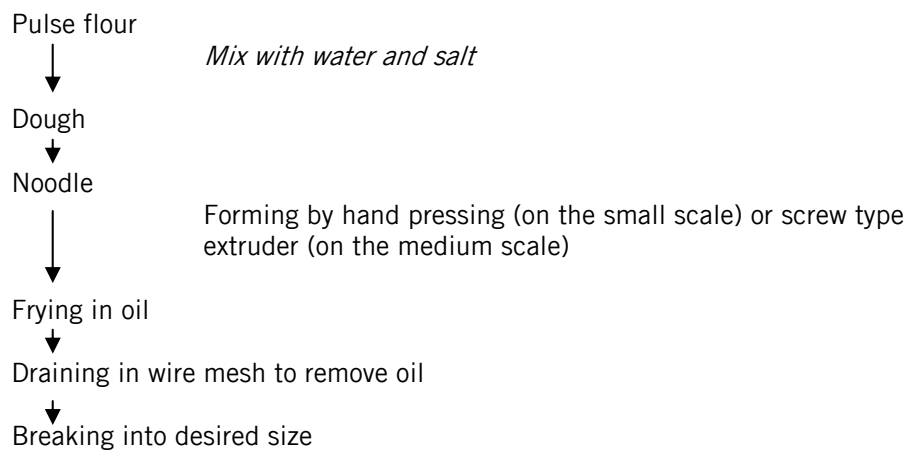 Pulse flour
Mix with water and salt
Dough
Noodle
Forming by hand pressing (on the small scale) or screw type
extruder (on the medium scale)
Frying in oil
Draining in wire mesh to remove oil
Breaking into desired size